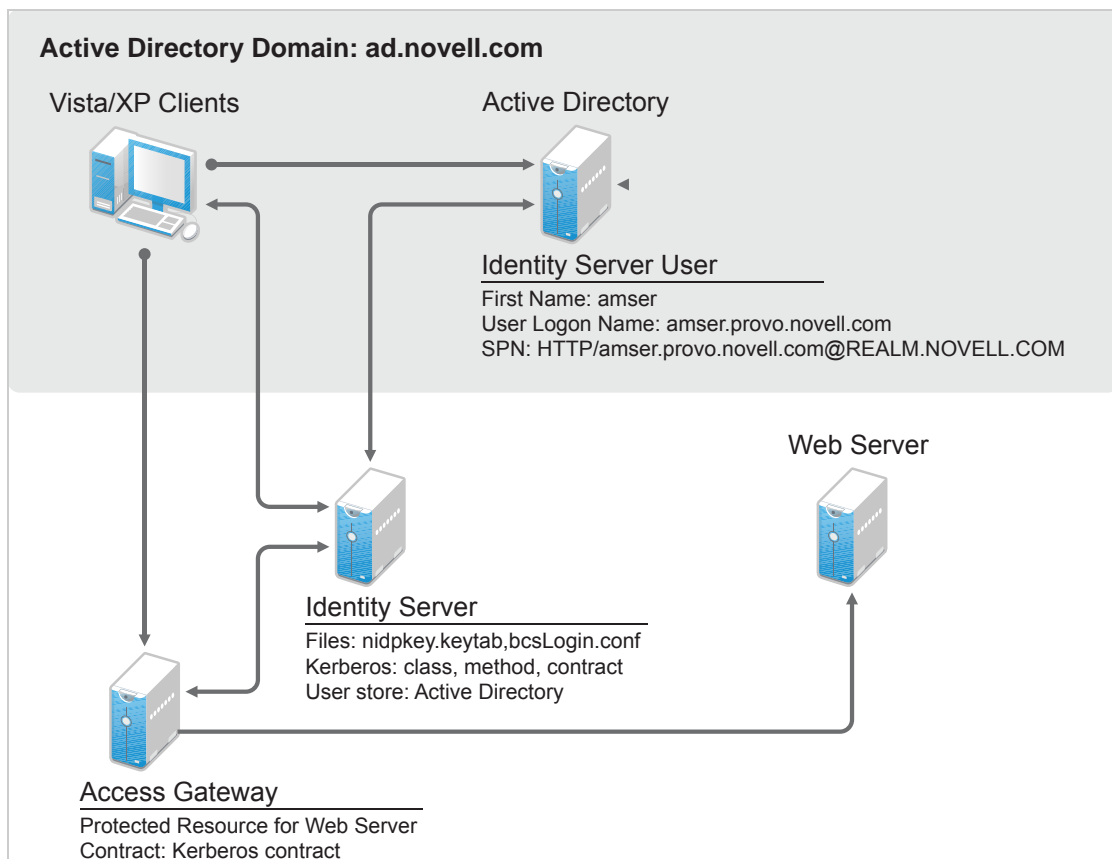 Active Directory Domain: ad.novell.com
Vista/XP Clients
Active Directory
Identity Server User
First Name: amser
User Logon Name: amser.provo.novell.com
SPN: HTTP/amser.provo.novell.com@REALM.NOVELL.COM
Web Server
Identity Server
Files: nidpkey.keytab,bcsLogin.conf
Kerberos: class, method, contract
User store: Active Directory
Access Gateway
Protected Resource for Web Server
Contract: Kerberos contract